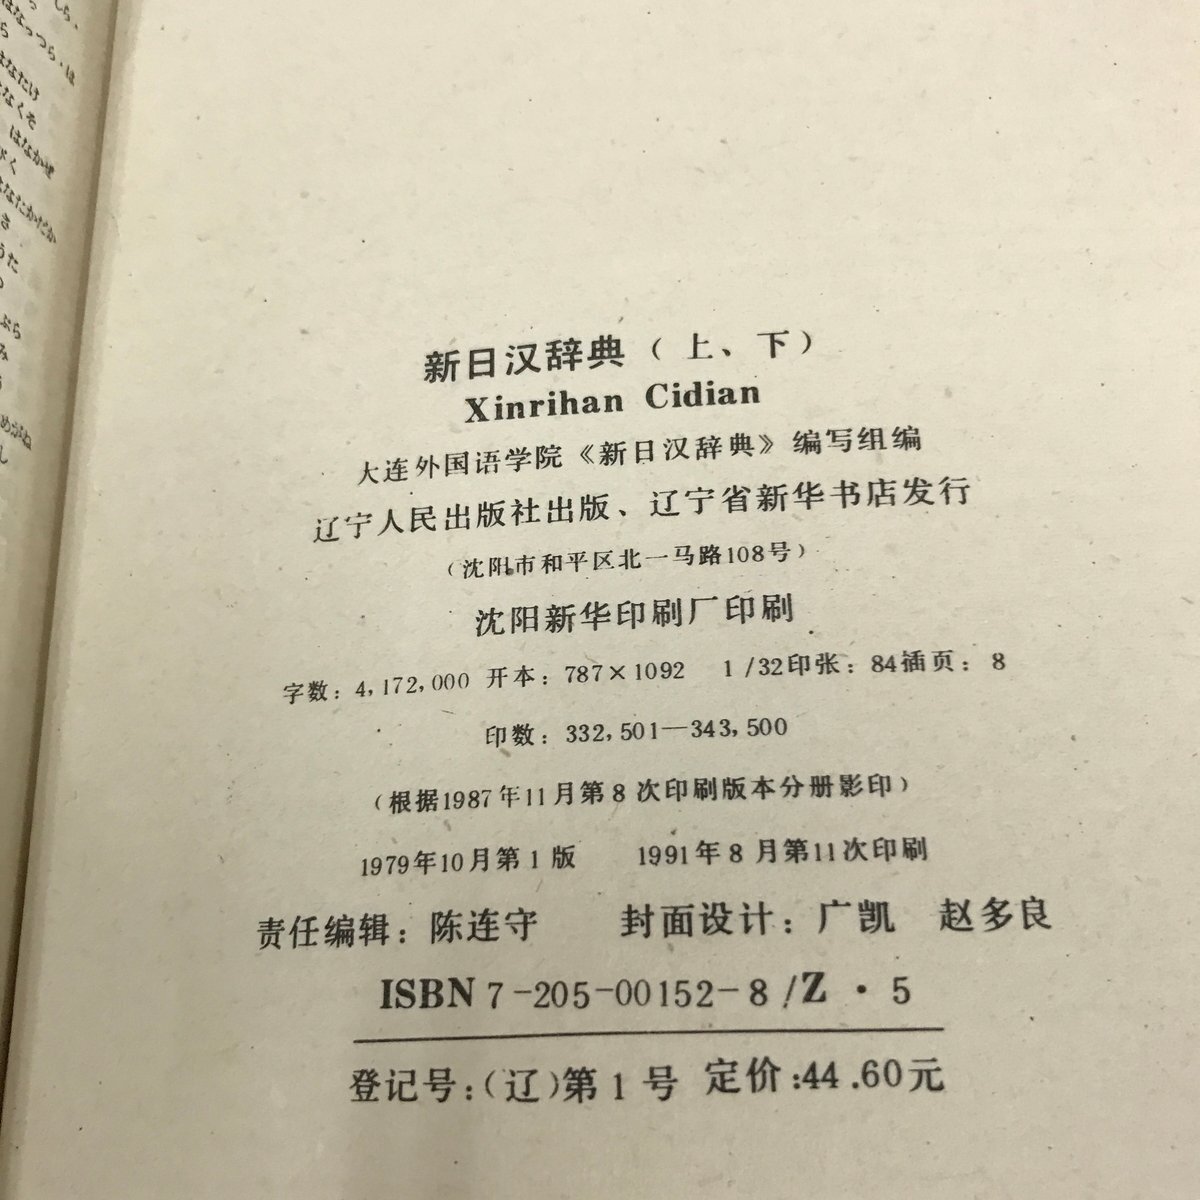 はなたけ
はなかぜ
新日汉辞典（上、下）
Xinrihan Cidian
大连外国语学院《新日汉辞典》编写组编
辽宁人民出版社出版、辽宁省新华书店发行
（沈阳市和平区北一马路108号）
沈阳新华印刷厂印刷
字数：4,172,000 开本：787×1092 1/32印张：84插页：8
印数：332,501—343,500
（根据1987年11月第8次印刷版本分册影印）
1979年10月第1版 1991年8月第11次印刷
责任编辑：陈连守 封面设计：广凯 赵多良
ISBN 7-205-00152-8/Z·5
登记号:(辽)第1号 定价:44.60元